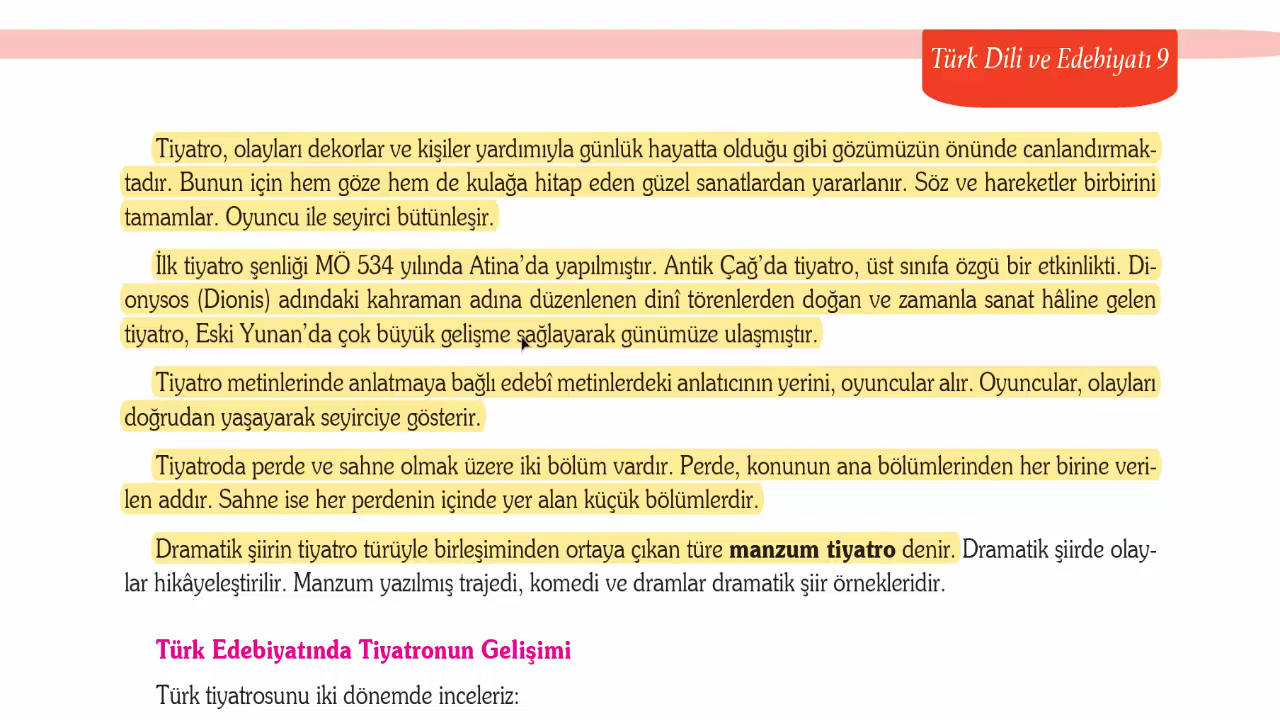 Türk Dili ve Edebiyatı 9
Tiyatro, olayları dekorlar ve kişiler yardımıyla günlük hayatta olduğu gibi gözümüzün önünde canlandırmak-
tadır. Bunun için hem göze hem de kulağa hitap eden güzel sanatlardan yararlanır. Söz ve hareketler birbirini
tamamlar. Oyuncu ile seyirci bütünleşir.
İlk tiyatro şenliği MÖ 534 yılında Atina’da yapılmıştır. Antik Çağ’da tiyatro, üst sınıfa özgü bir etkinlikti. Di-
onysos (Dionis) adındaki kahraman adına düzenlenen dinî törenlerden doğan ve zamanla sanat hâline gelen
tiyatro, Eski Yunan’da çok büyük gelişme sağlayarak günümüze ulaşmıştır.
Tiyatro metinlerinde anlatmaya bağlı edebî metinlerdeki anlatıcının yerini, oyuncular alır. Oyuncular, olayları
doğrudan yaşayarak seyirciye gösterir.
Tiyatroda perde ve sahne olmak üzere iki bölüm vardır. Perde, konunun ana bölümlerinden her birine veri-
len addır. Sahne ise her perdenin içinde yer alan küçük bölümlerdir.
Dramatik şiirin tiyatro türüyle birleşiminden ortaya çıkan türe manzum tiyatro denir. Dramatik şiirde olay-
lar hikâyeleştirilir. Manzum yazılmış trajedi, komedi ve dramlar dramatik şiir örnekleridir.
Türk Edebiyatında Tiyatronun Gelişimi
Türk tiyatrosunu iki dönemde inceleriz: